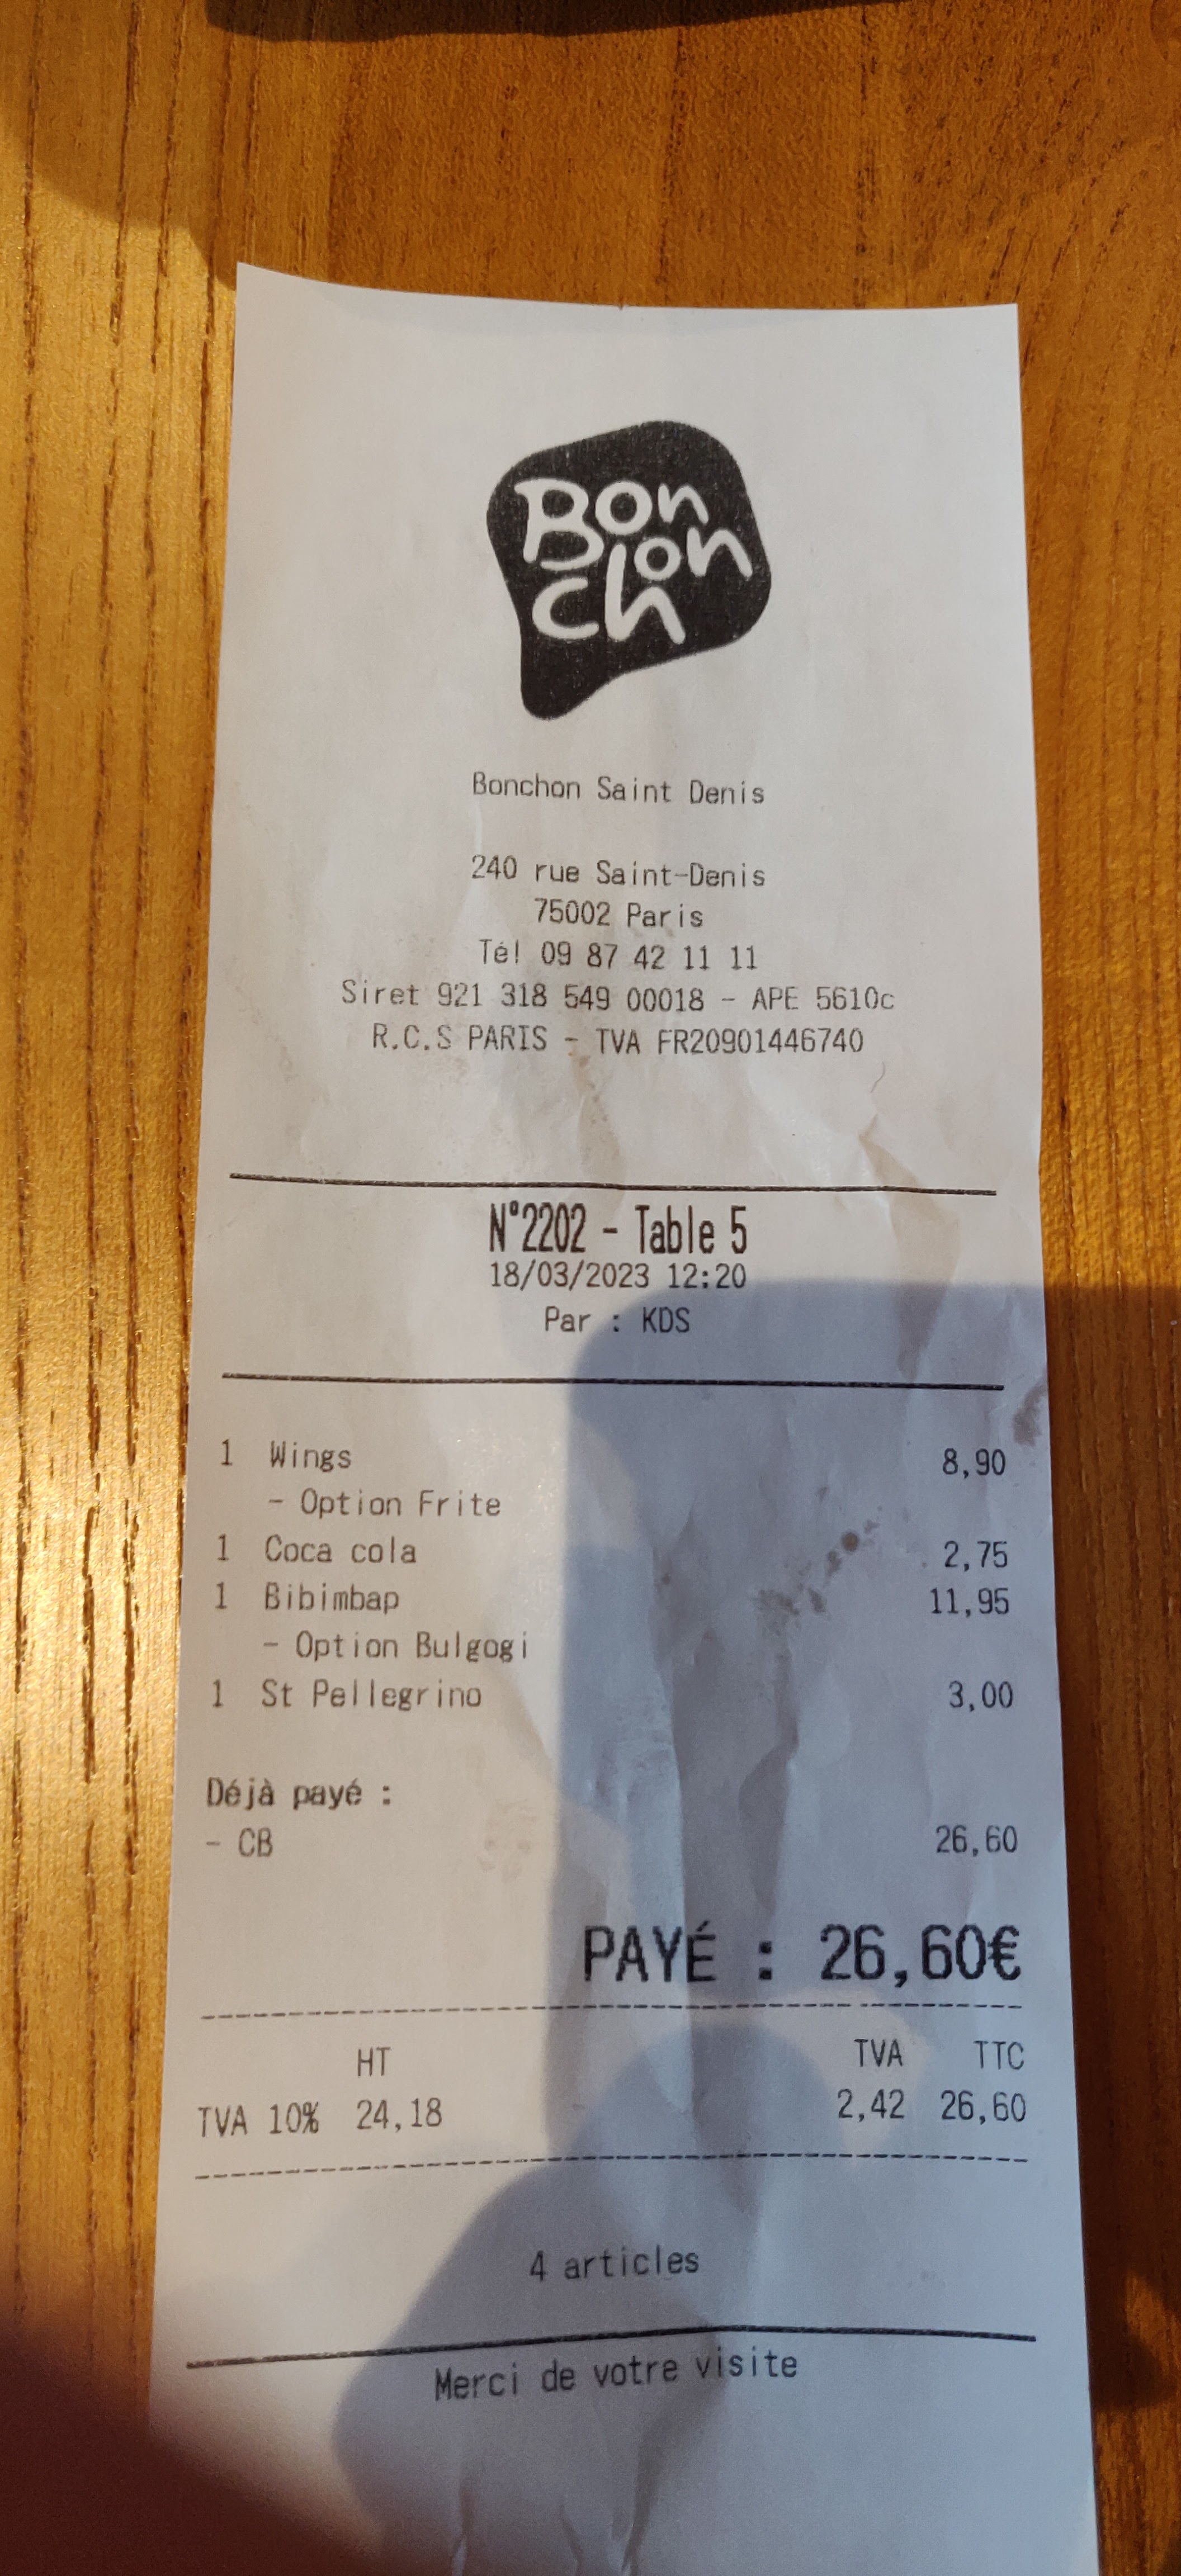 Bon
chon
Bonchon Saint Denis
240 rue Saint-Denis
75002 Paris
Tél 09 87 42 11 11
Siret 921 318 549 00018 - APE 5610c
R.C.S PARIS - TVA FR20901446740
N°2202 - Table 5
18/03/2023 12:20
Par : KDS
1 Wings 8,90
- Option Frite
1 Coca cola 2,75
1 Bibimbap 11,95
- Option Bulgogi
1 St Pellegrino 3,00
Déjà payé :
- CB 26,60
PAYÉ : 26,60€
HT TVA TTC
TVA 10% 24,18 2,42 26,60
4 articles
Merci de votre visite